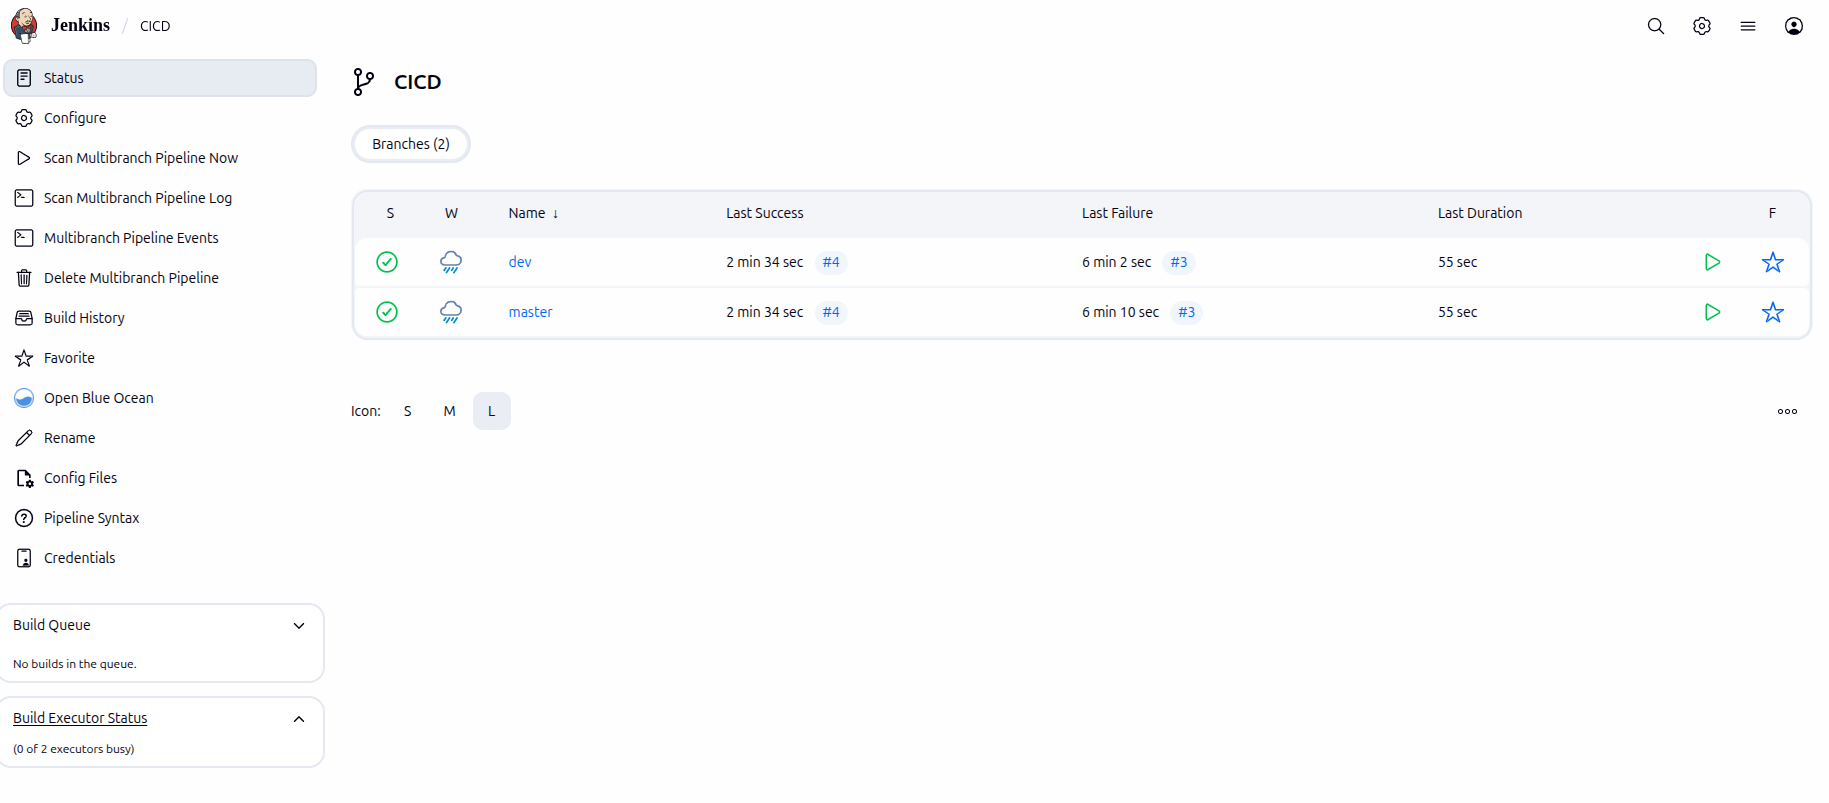 Jenkins / CICD
Status
Configure
Scan Multibranch Pipeline Now
Scan Multibranch Pipeline Log
Multibranch Pipeline Events
Delete Multibranch Pipeline
Build History
Favorite
Open Blue Ocean
Rename
Config Files
Pipeline Syntax
Credentials
Build Queue
No builds in the queue.
Build Executor Status
(0 of 2 executors busy)
CICD
Branches (2)
S W Name ↓ Last Success Last Failure Last Duration F
dev 2 min 34 sec #4 6 min 2 sec #3 55 sec
master 2 min 34 sec #4 6 min 10 sec #3 55 sec
Icon: S M L